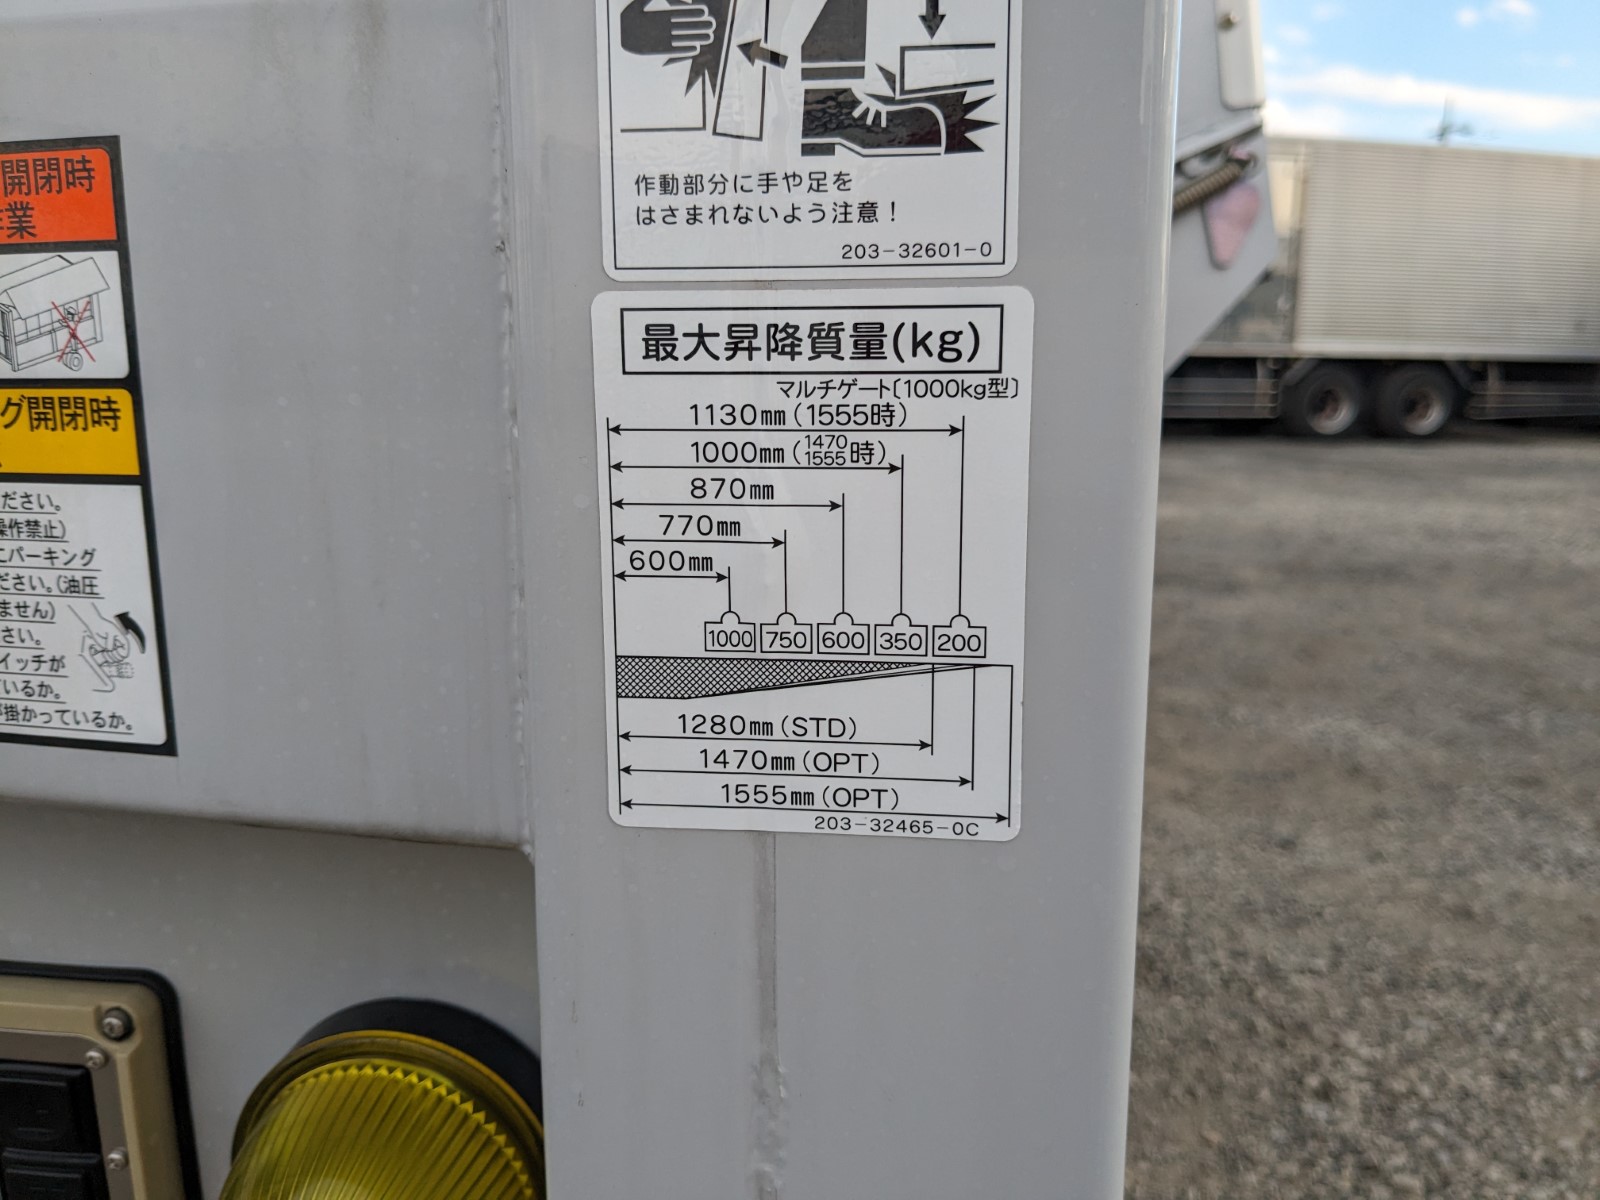 作動部分に手や足を
はさまれないよう注意！
203-32601-0
最大昇降質量(kg)
マルチゲート〔1000kg型〕
1130mm（1555時）
1000mm（1470 1555時）
870mm
770mm
600mm
1000 750 600 350 200
1280mm（STD）
1470mm（OPT）
1555mm（OPT）
203-32465-0C
開閉時
業
グ開閉時
ださい。
操作禁止）
にパーキング
ださい。（油圧
ません）
さい。
イッチが
いるか。
掛かっているか。